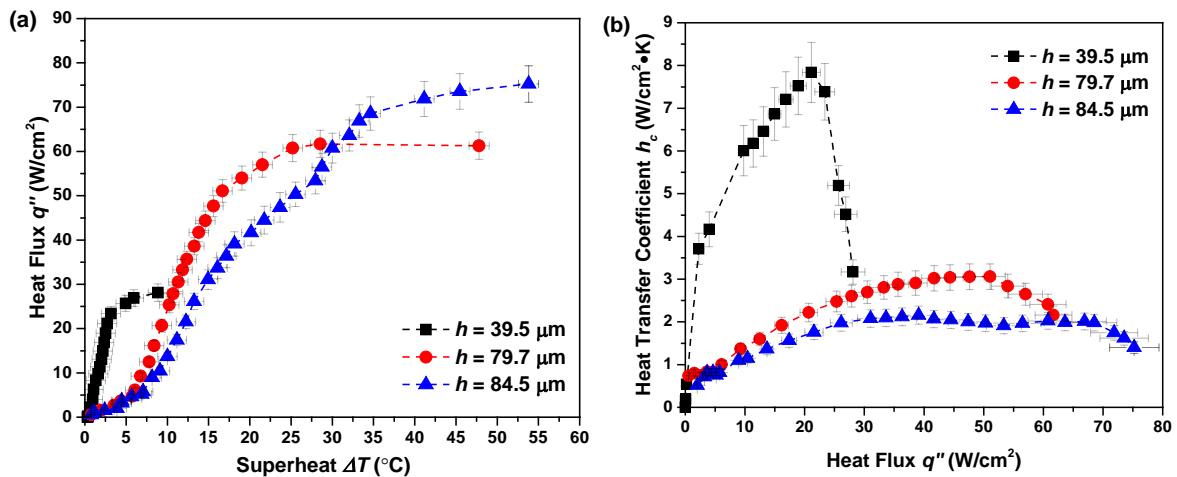 (a)
Heat Flux q" (W/cm²)
90
80
70
60
50
40
30
20
10
0
h = 39.5 µm
h = 79.7 µm
h = 84.5 µm
0 5 10 15 20 25 30 35 40 45 50 55 60
Superheat ΔT (°C)
(b)
Heat Transfer Coefficient h_c (W/cm²•K)
9
8
7
6
5
4
3
2
1
0
h = 39.5 µm
h = 79.7 µm
h = 84.5 µm
0 10 20 30 40 50 60 70 80
Heat Flux q" (W/cm²)